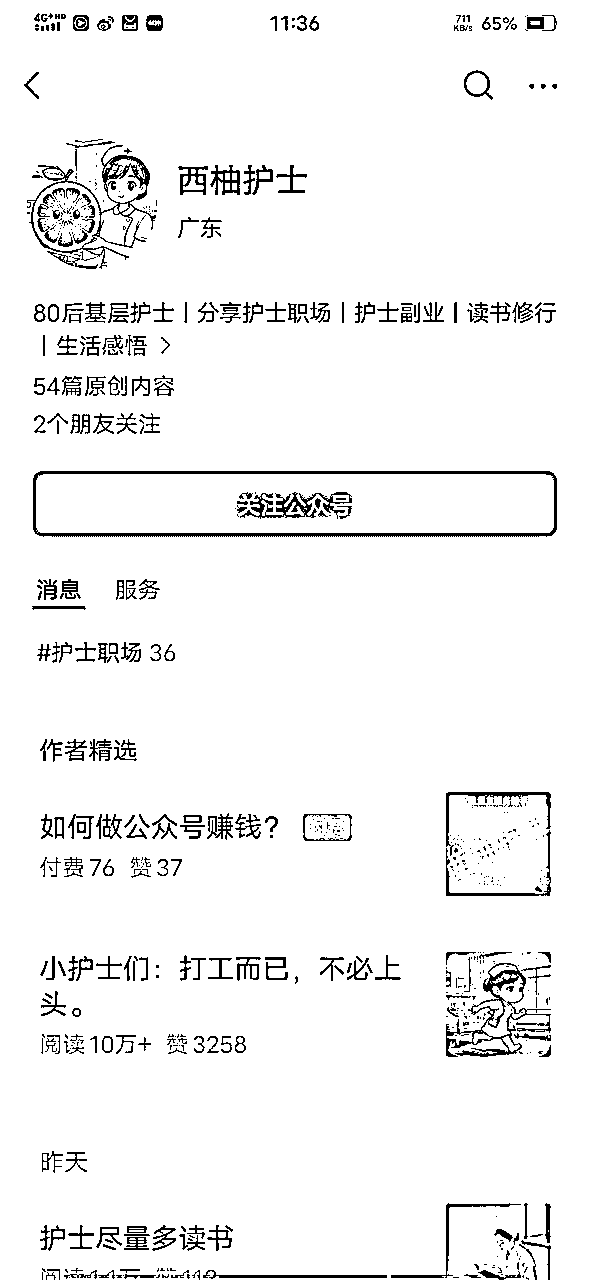 4G+HD
11:36
711 KB/s 65%
西柚护士
广东
80后基层护士 | 分享护士职场 | 护士副业 | 读书修行
| 生活感悟 >
54篇原创内容
2个朋友关注
关注公众号
消息 服务
#护士职场 36
作者精选
如何做公众号赚钱？
付费 76 赞 37
小护士们：打工而已，不必上
头。
阅读 10万+ 赞 3258
昨天
护士尽量多读书